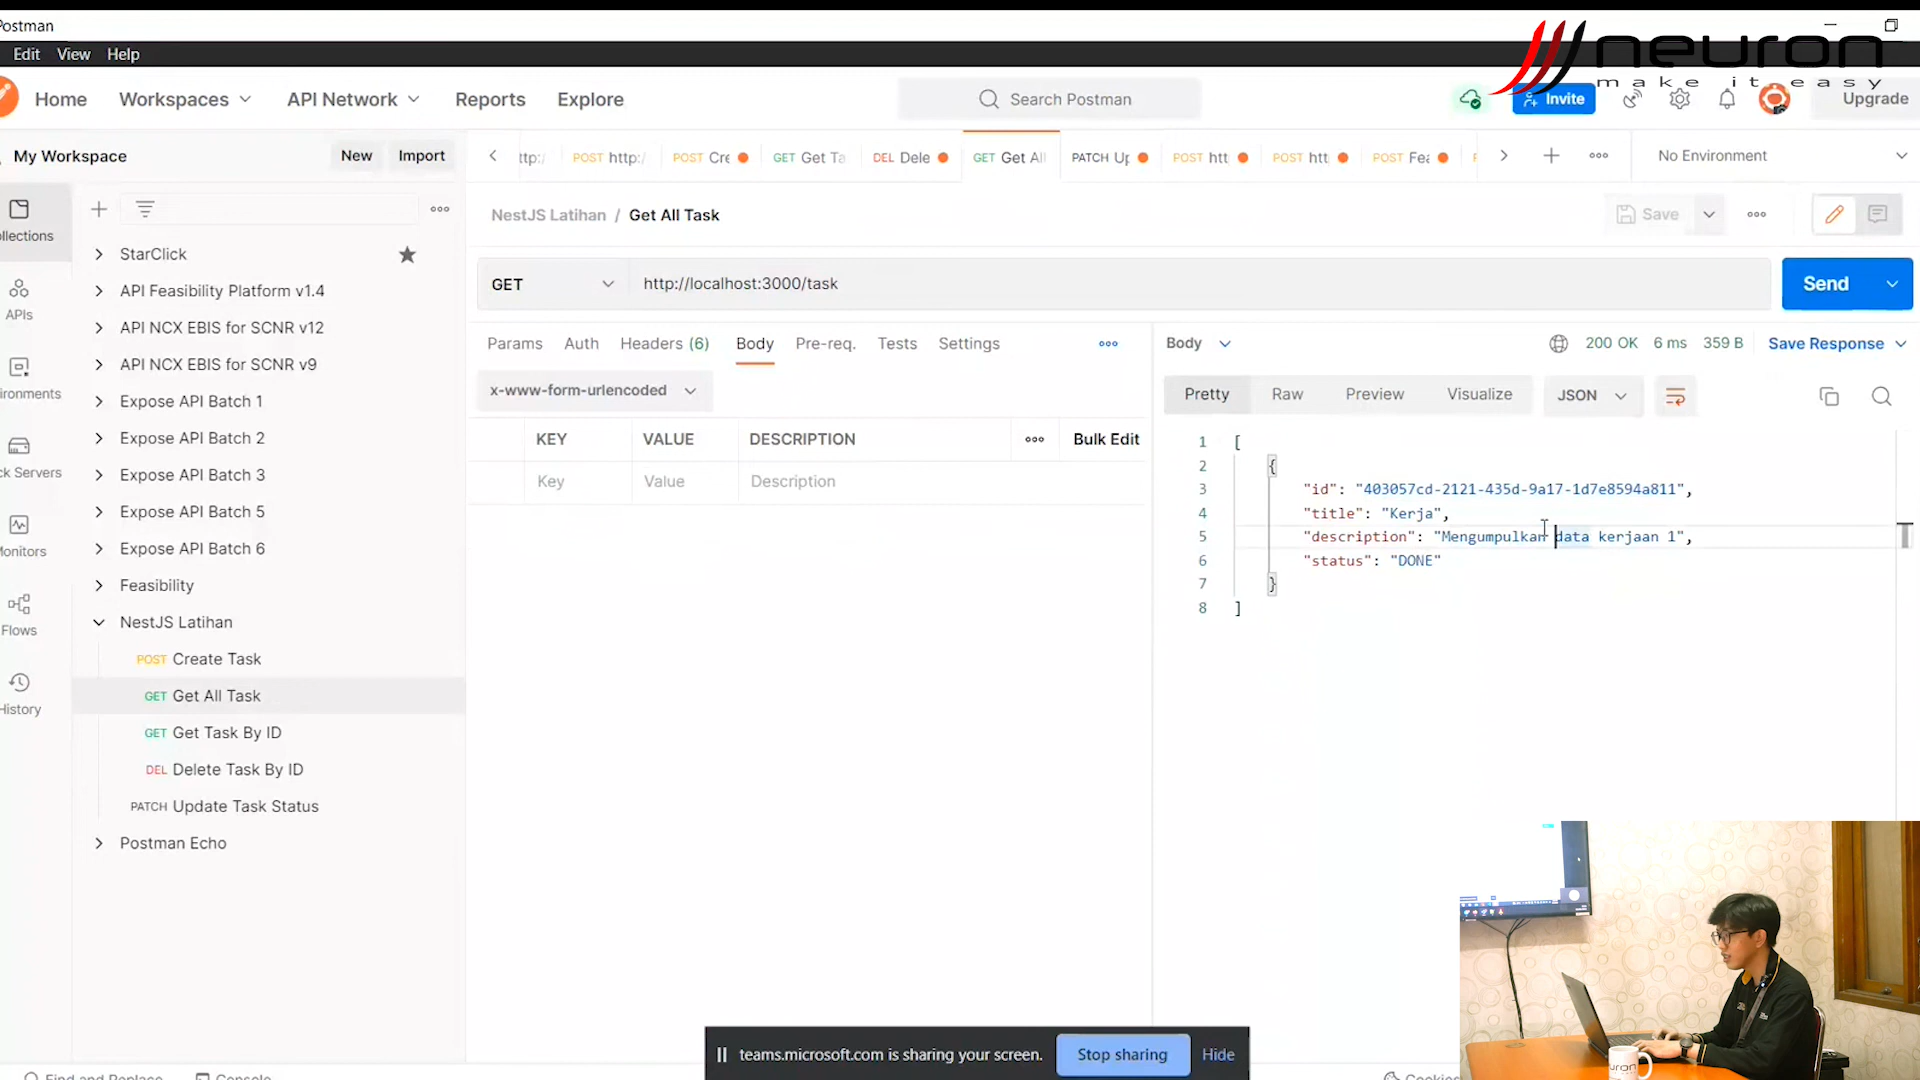 Postman
neuron
make it easy
Edit View Help
Home Workspaces API Network Reports Explore
Search Postman
Invite
Upgrade
My Workspace
New Import
POST http:/ POST Cre GET Get Ta DEL Dele GET Get All PATCH Up POST htt POST htt POST Fea
No Environment
NestJS Latihan / Get All Task
Save
GET http://localhost:3000/task
Send
Params Auth Headers (6) Body Pre-req. Tests Settings
x-www-form-urlencoded
KEY VALUE DESCRIPTION Bulk Edit
Key Value Description
Body 200 OK 6 ms 359 B Save Response
Pretty Raw Preview Visualize JSON
1 [
2 {
3 "id": "403057cd-2121-435d-9a17-1d7e8594a811",
4 "title": "Kerja",
5 "description": "Mengumpulkan data kerjaan 1",
6 "status": "DONE"
7 }
8 ]
llections
APIs
ironments
ck Servers
onitors
Flows
History
StarClick
API Feasibility Platform v1.4
API NCX EBIS for SCNR v12
API NCX EBIS for SCNR v9
Expose API Batch 1
Expose API Batch 2
Expose API Batch 3
Expose API Batch 5
Expose API Batch 6
Feasibility
NestJS Latihan
POST Create Task
GET Get All Task
GET Get Task By ID
DEL Delete Task By ID
PATCH Update Task Status
Postman Echo
teams.microsoft.com is sharing your screen.
Stop sharing
Hide
Find and Replace Console
Cookies